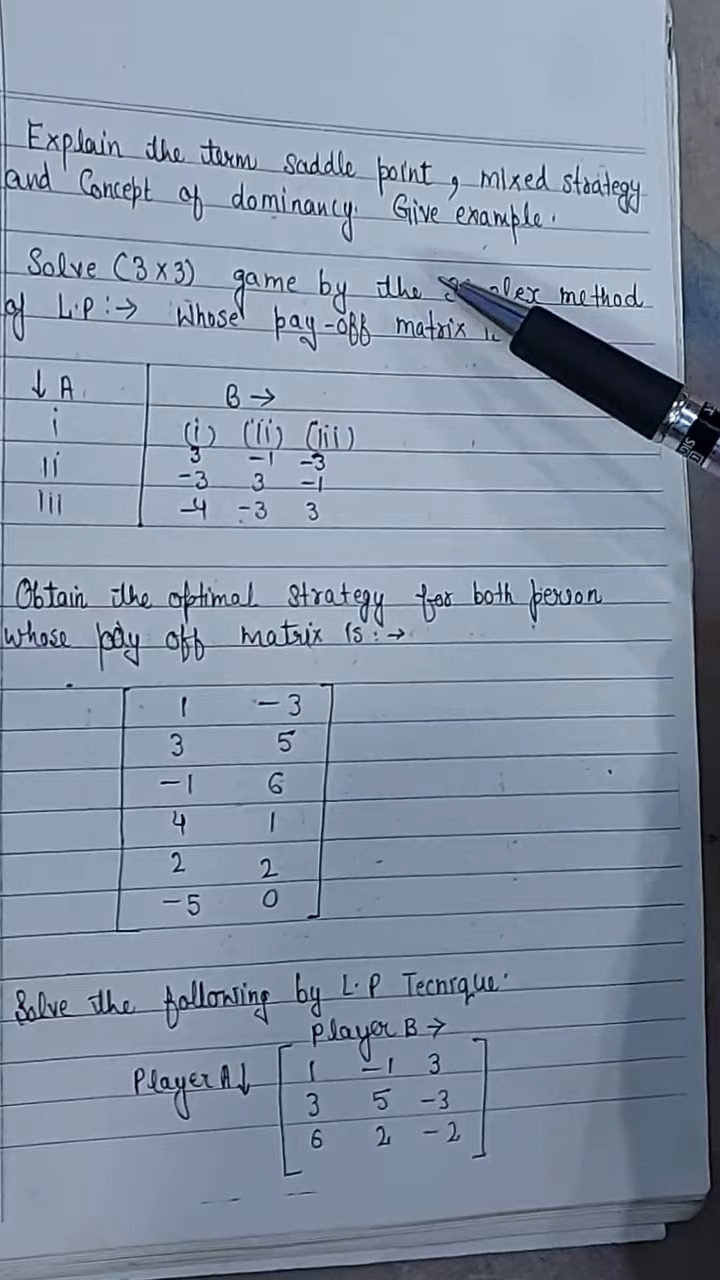 Explain the term saddle point, mixed strategy
and Concept of dominancy. Give example.
Solve (3×3) game by the method
of L.P :→ Whose pay-off matrix
↓ A B →
i (i) (ii) (iii)
3 -1 -3
ii -3 3 -1
iii -4 -3 3
Obtain the optimal strategy for both person
whose pay off matrix is :→
1 -3
3 5
-1 6
4 1
2 2
-5 0
Solve the following by L.P Tecnique.
Player B →
Player A↓ 1 -1 3
3 5 -3
6 2 -2